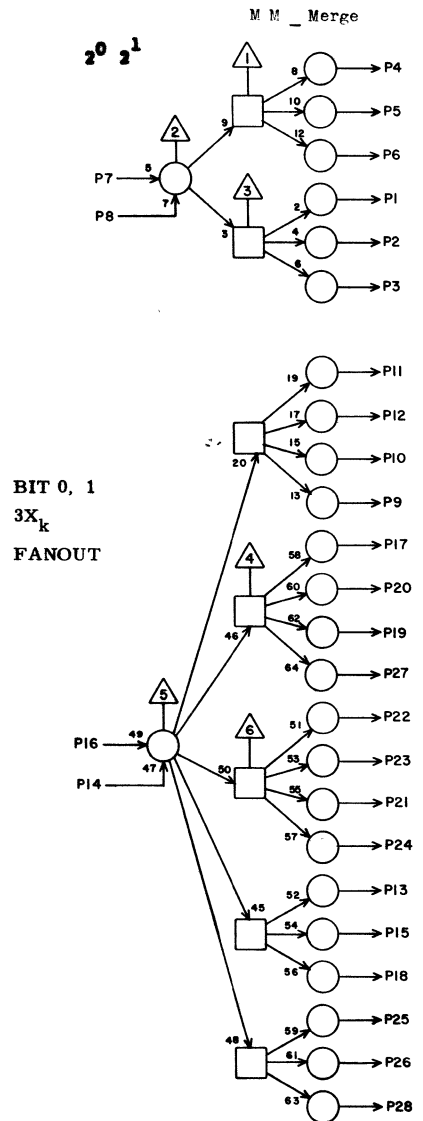 M M _ Merge
2⁰ 2¹
1
8 P4
10 P5
9 12 P6
2
P7 5
P8 7
3
2 P1
3 4 P2
6 P3
19 P11
17 P12
20 15 P10
13 P9
BIT 0, 1
3Xk
FANOUT
4
58 P17
60 P20
46 62 P19
64 P27
5
P16 49
P14 47
6
51 P22
50 53 P23
55 P21
57 P24
45 52 P13
54 P15
56 P18
48 59 P25
61 P26
63 P28